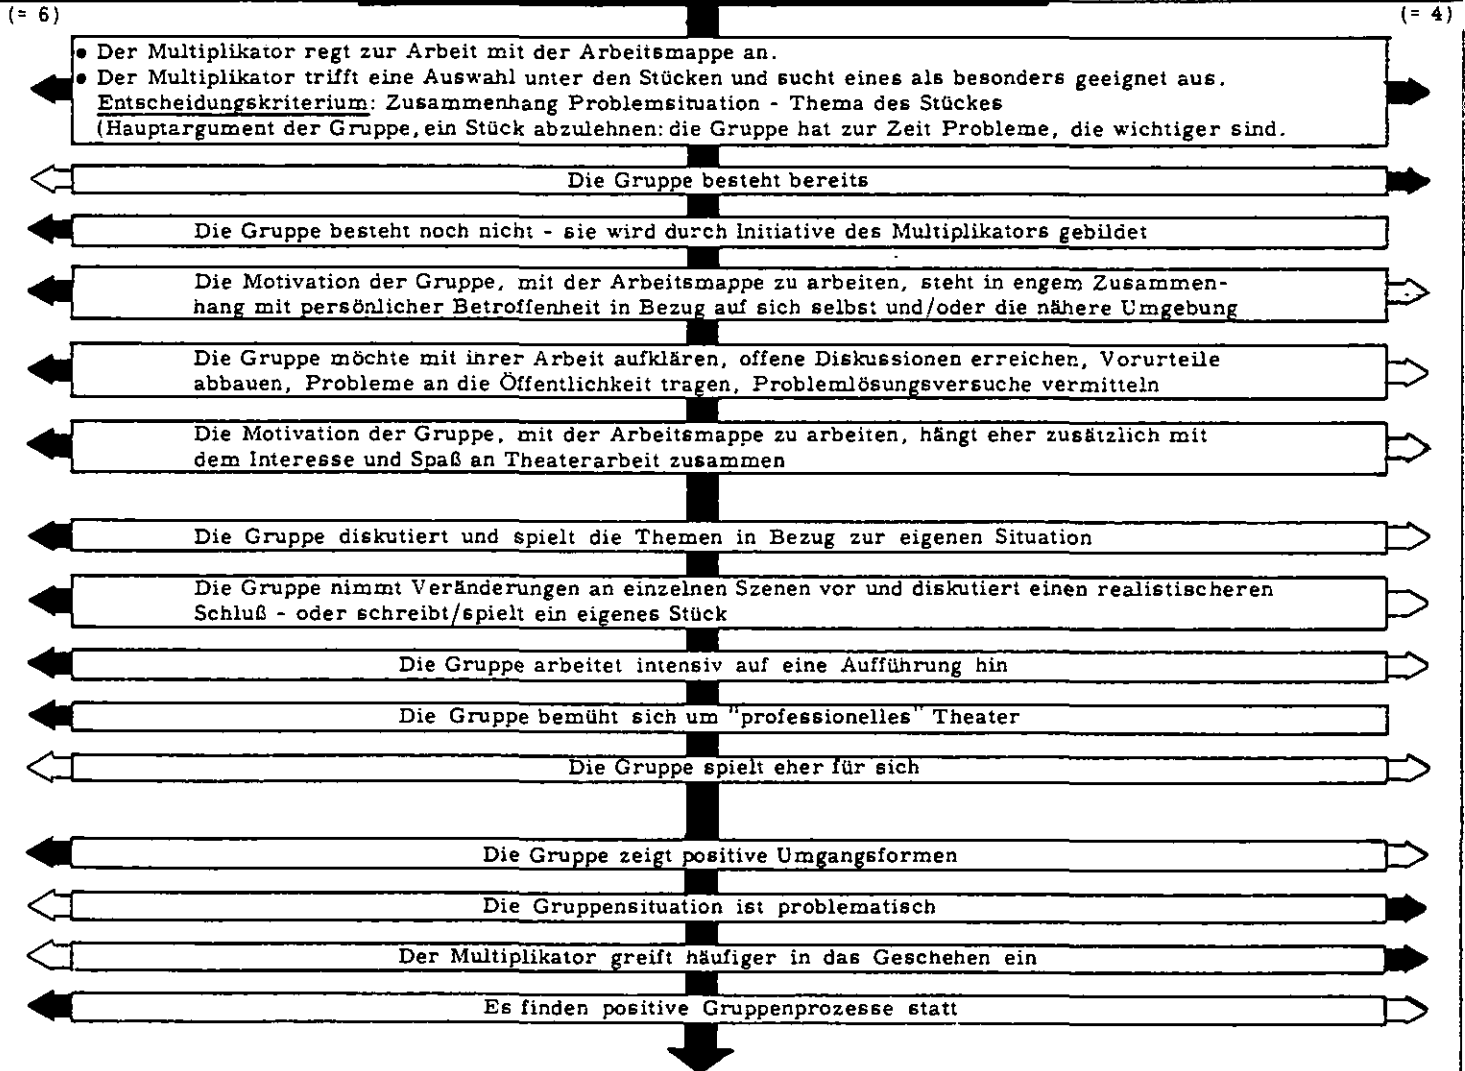 (= 6) (= 4)
• Der Multiplikator regt zur Arbeit mit der Arbeitsmappe an.
• Der Multiplikator trifft eine Auswahl unter den Stücken und sucht eines als besonders geeignet aus.
Entscheidungskriterium: Zusammenhang Problemsituation - Thema des Stückes
(Hauptargument der Gruppe, ein Stück abzulehnen: die Gruppe hat zur Zeit Probleme, die wichtiger sind.
Die Gruppe besteht bereits
Die Gruppe besteht noch nicht - sie wird durch Initiative des Multiplikators gebildet
Die Motivation der Gruppe, mit der Arbeitsmappe zu arbeiten, steht in engem Zusammen-
hang mit persönlicher Betroffenheit in Bezug auf sich selbst und/oder die nähere Umgebung
Die Gruppe möchte mit ihrer Arbeit aufklären, offene Diskussionen erreichen, Vorurteile
abbauen, Probleme an die Öffentlichkeit tragen, Problemlösungsversuche vermitteln
Die Motivation der Gruppe, mit der Arbeitsmappe zu arbeiten, hängt eher zusätzlich mit
dem Interesse und Spaß an Theaterarbeit zusammen
Die Gruppe diskutiert und spielt die Themen in Bezug zur eigenen Situation
Die Gruppe nimmt Veränderungen an einzelnen Szenen vor und diskutiert einen realistischeren
Schluß - oder schreibt/spielt ein eigenes Stück
Die Gruppe arbeitet intensiv auf eine Aufführung hin
Die Gruppe bemüht sich um "professionelles" Theater
Die Gruppe spielt eher für sich
Die Gruppe zeigt positive Umgangsformen
Die Gruppensituation ist problematisch
Der Multiplikator greift häufiger in das Geschehen ein
Es finden positive Gruppenprozesse statt